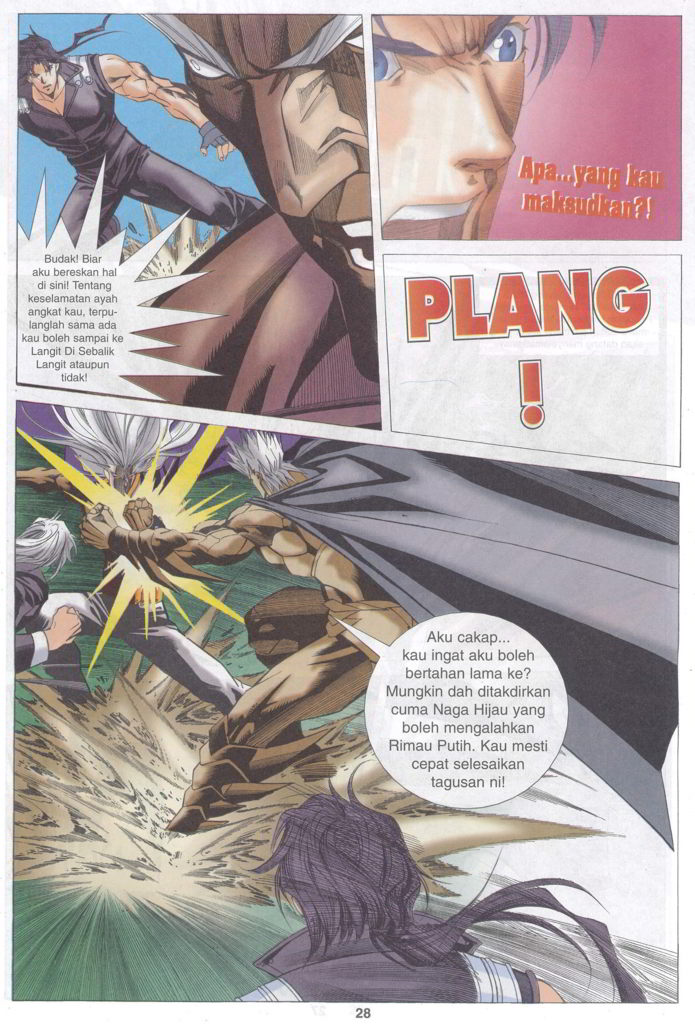 Budak! Biar
aku bereskan hal
di sini! Tentang
keselamatan ayah
angkat kau, terpu-
langlah sama ada
kau boleh sampai ke
Langit Di Sebalik
Langit ataupun
tidak!
Apa...yang kau
maksudkan?!
PLANG
!
Aku cakap...
kau ingat aku boleh
bertahan lama ke?
Mungkin dah ditakdirkan
cuma Naga Hijau yang
boleh mengalahkan
Rimau Putih. Kau mesti
cepat selesaikan
tagusan ni!
28